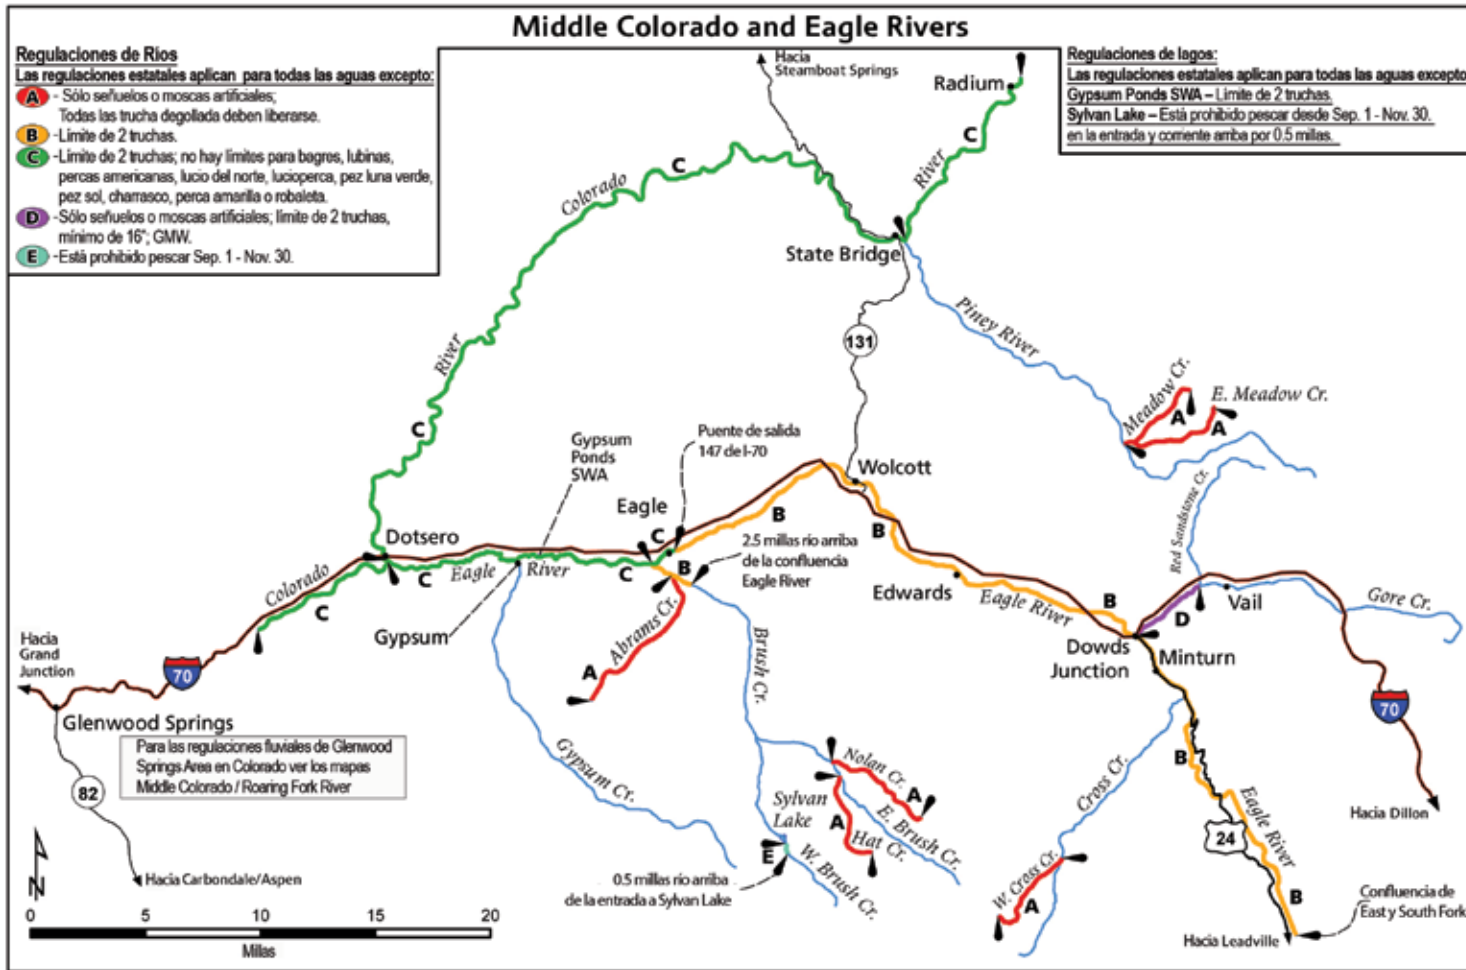 Middle Colorado and Eagle Rivers
Regulaciones de Rios
Las regulaciones estatales aplican para todas las aguas excepto:
A - Sólo señuelos o moscas artificiales;
Todas las trucha degollada deben liberarse.
B -Límite de 2 truchas.
C -Límite de 2 truchas; no hay límites para bagres, lubinas,
percas americanas, lucio del norte, lucioperca, pez luna verde,
pez sol, charrasco, perca amarilla o robaleta.
D -Sólo señuelos o moscas artificiales; límite de 2 truchas,
mínimo de 16"; GMW.
E -Está prohibido pescar Sep. 1 - Nov. 30.
Regulaciones de lagos:
Las regulaciones estatales aplican para todas las aguas excepto
Gypsum Ponds SWA – Límite de 2 truchas.
Sylvan Lake – Está prohibido pescar desde Sep. 1 - Nov. 30.
en la entrada y corriente arriba por 0.5 millas.
Hacia
Steamboat Springs
Radium
C
River
C
Colorado
State Bridge
Piney River
131
River
C
Meadow Cr.
A
E. Meadow Cr.
A
Puente de salida
147 de I-70
Gypsum
Ponds
SWA
Wolcott
Red Sandstone Cr.
Eagle
B
B
Dotsero
C
2.5 millas río arriba
de la confluencia
Eagle River
Colorado
C
C
Eagle
River
C
B
Edwards
Eagle River
B
D
Vail
Gore Cr.
Gypsum
Abrams Cr.
A
Brush Cr.
Dowds
Junction
Minturn
Hacia
Grand
Junction
70
70
Glenwood Springs
Para las regulaciones fluviales de Glenwood
Springs Area en Colorado ver los mapas
Middle Colorado / Roaring Fork River
82
Gypsum Cr.
Nolan Cr.
A
Sylvan
Lake
A
Hat Cr.
E. Brush Cr.
E
W. Brush Cr.
Cross Cr.
B
Eagle River
24
Hacia Dillon
W. Cross Cr.
A
B
N
Hacia Carbondale/Aspen
0.5 millas río arriba
de la entrada a Sylvan Lake
Confluencia de
East y South Fork
Hacia Leadville
0 5 10 15 20
Millas